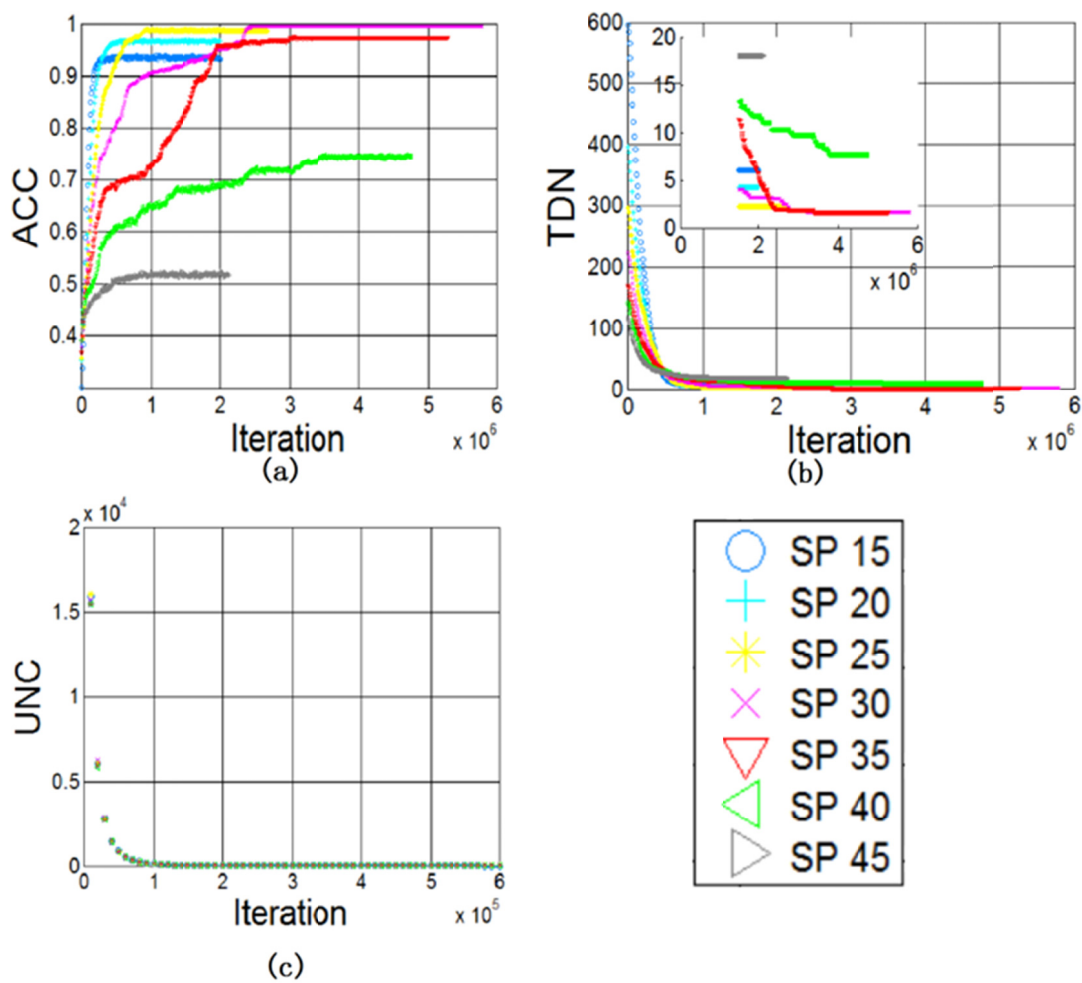 1
0.9
0.8
0.7
0.6
0.5
0.4
ACC
0 1 2 3 4 5 6
Iteration
x 10^6
(a)
600
500
400
300
200
100
0
TDN
20
15
10
5
0
0 2 4 6
x 10^6
0 1 2 3 4 5 6
Iteration
x 10^6
(b)
x 10^4
2
1.5
1
0.5
0
UNC
0 1 2 3 4 5 6
Iteration
x 10^5
(c)
SP 15
SP 20
SP 25
SP 30
SP 35
SP 40
SP 45